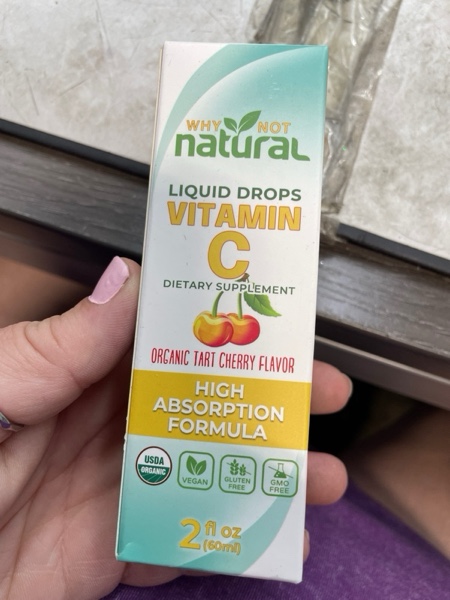 WHY NOT
natural
LIQUID DROPS
VITAMIN
C
DIETARY SUPPLEMENT
ORGANIC TART CHERRY FLAVOR
HIGH
ABSORPTION
FORMULA
USDA
ORGANIC
VEGAN
GLUTEN
FREE
GMO
FREE
2 fl oz
(60ml)